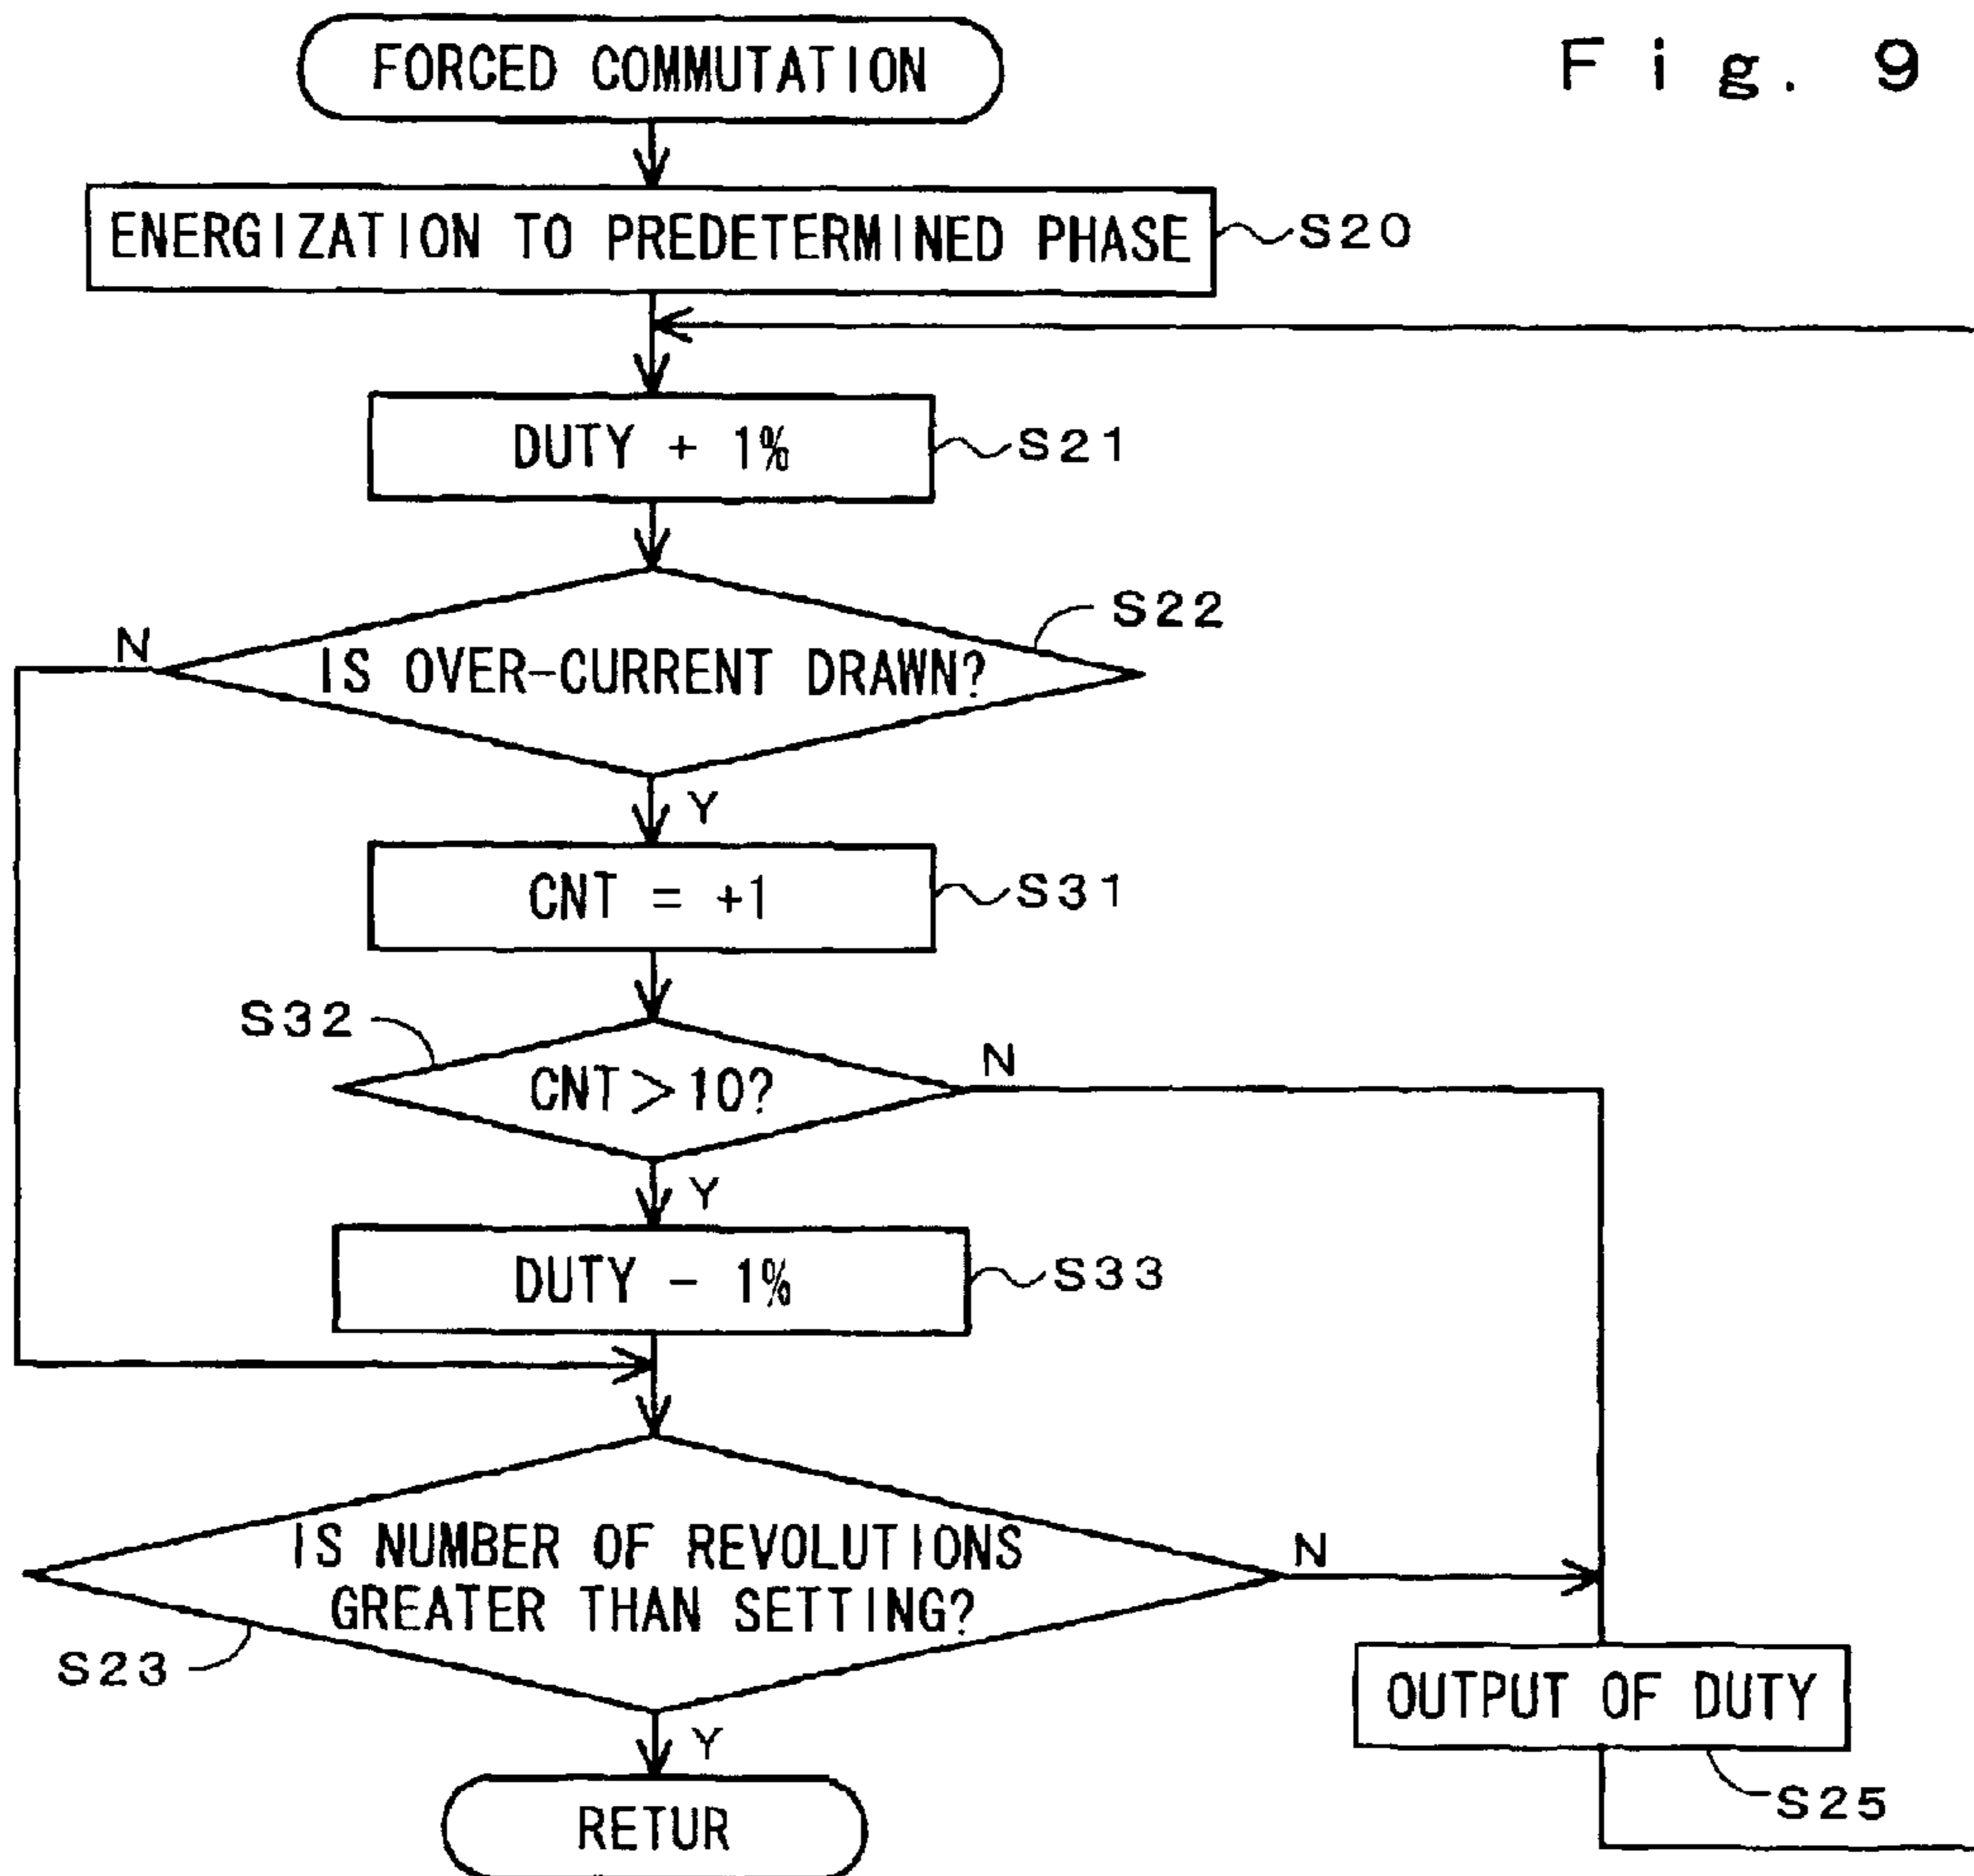 Fig. 9
FORCED COMMUTATION
ENERGIZATION TO PREDETERMINED PHASE
S20
DUTY + 1%
S21
S22
N
IS OVER-CURRENT DRAWN?
Y
CNT = +1
S31
S32
N
CNT > 10?
Y
DUTY - 1%
S33
IS NUMBER OF REVOLUTIONS
GREATER THAN SETTING?
N
S23
OUTPUT OF DUTY
Y
S25
RETUR